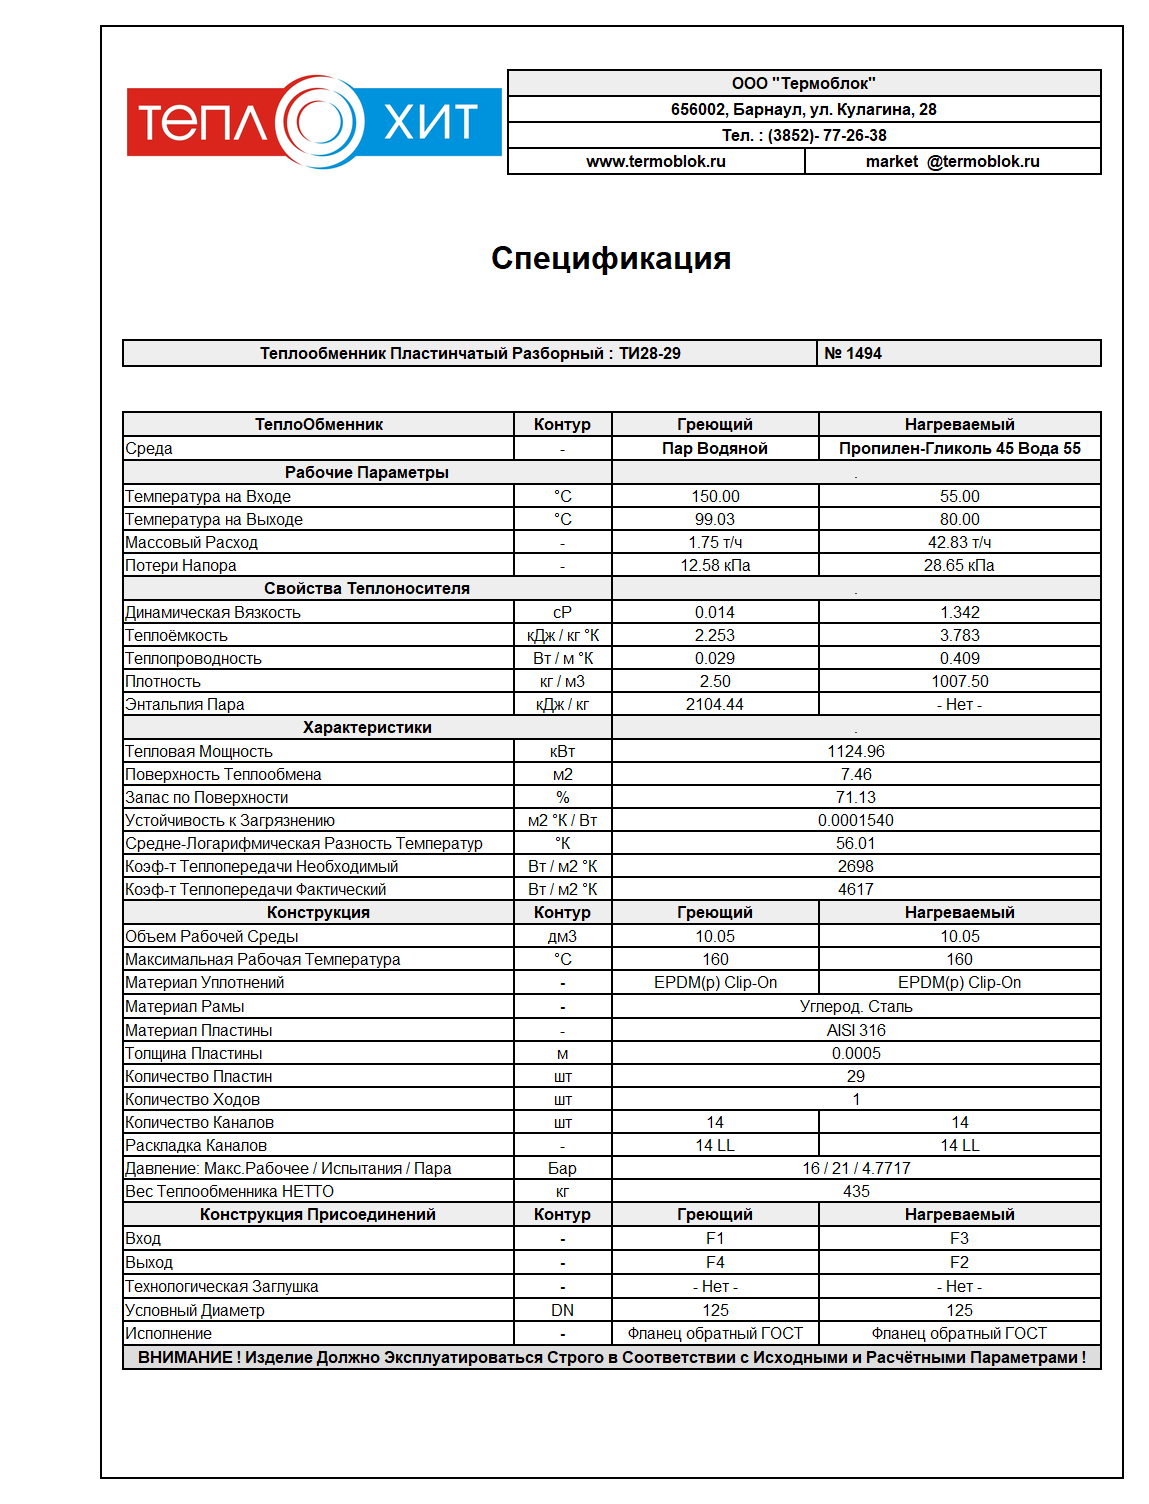 ТЕПЛ ХИТ
ООО "Термоблок"
656002, Барнаул, ул. Кулагина, 28
Тел. : (3852)- 77-26-38
www.termoblok.ru market @termoblok.ru
Спецификация
Теплообменник Пластинчатый Разборный : ТИ28-29 № 1494
ТеплоОбменник Контур Греющий Нагреваемый
Среда - Пар Водяной Пропилен-Гликоль 45 Вода 55
Рабочие Параметры .
Температура на Входе °C 150.00 55.00
Температура на Выходе °C 99.03 80.00
Массовый Расход - 1.75 т/ч 42.83 т/ч
Потери Напора - 12.58 кПа 28.65 кПа
Свойства Теплоносителя .
Динамическая Вязкость cP 0.014 1.342
Теплоёмкость кДж / кг °К 2.253 3.783
Теплопроводность Вт / м °К 0.029 0.409
Плотность кг / м3 2.50 1007.50
Энтальпия Пара кДж / кг 2104.44 - Нет -
Характеристики .
Тепловая Мощность кВт 1124.96
Поверхность Теплообмена м2 7.46
Запас по Поверхности % 71.13
Устойчивость к Загрязнению м2 °К / Вт 0.0001540
Средне-Логарифмическая Разность Температур °К 56.01
Коэф-т Теплопередачи Необходимый Вт / м2 °К 2698
Коэф-т Теплопередачи Фактический Вт / м2 °К 4617
Конструкция Контур Греющий Нагреваемый
Объем Рабочей Среды дм3 10.05 10.05
Максимальная Рабочая Температура °C 160 160
Материал Уплотнений - EPDM(p) Clip-On EPDM(p) Clip-On
Материал Рамы - Углерод. Сталь
Материал Пластины - AISI 316
Толщина Пластины м 0.0005
Количество Пластин шт 29
Количество Ходов шт 1
Количество Каналов шт 14 14
Раскладка Каналов - 14 LL 14 LL
Давление: Макс.Рабочее / Испытания / Пара Бар 16 / 21 / 4.7717
Вес Теплообменника НЕТТО кг 435
Конструкция Присоединений Контур Греющий Нагреваемый
Вход - F1 F3
Выход - F4 F2
Технологическая Заглушка - - Нет - - Нет -
Условный Диаметр DN 125 125
Исполнение - Фланец обратный ГОСТ Фланец обратный ГОСТ
ВНИМАНИЕ ! Изделие Должно Эксплуатироваться Строго в Соответствии с Исходными и Расчётными Параметрами !